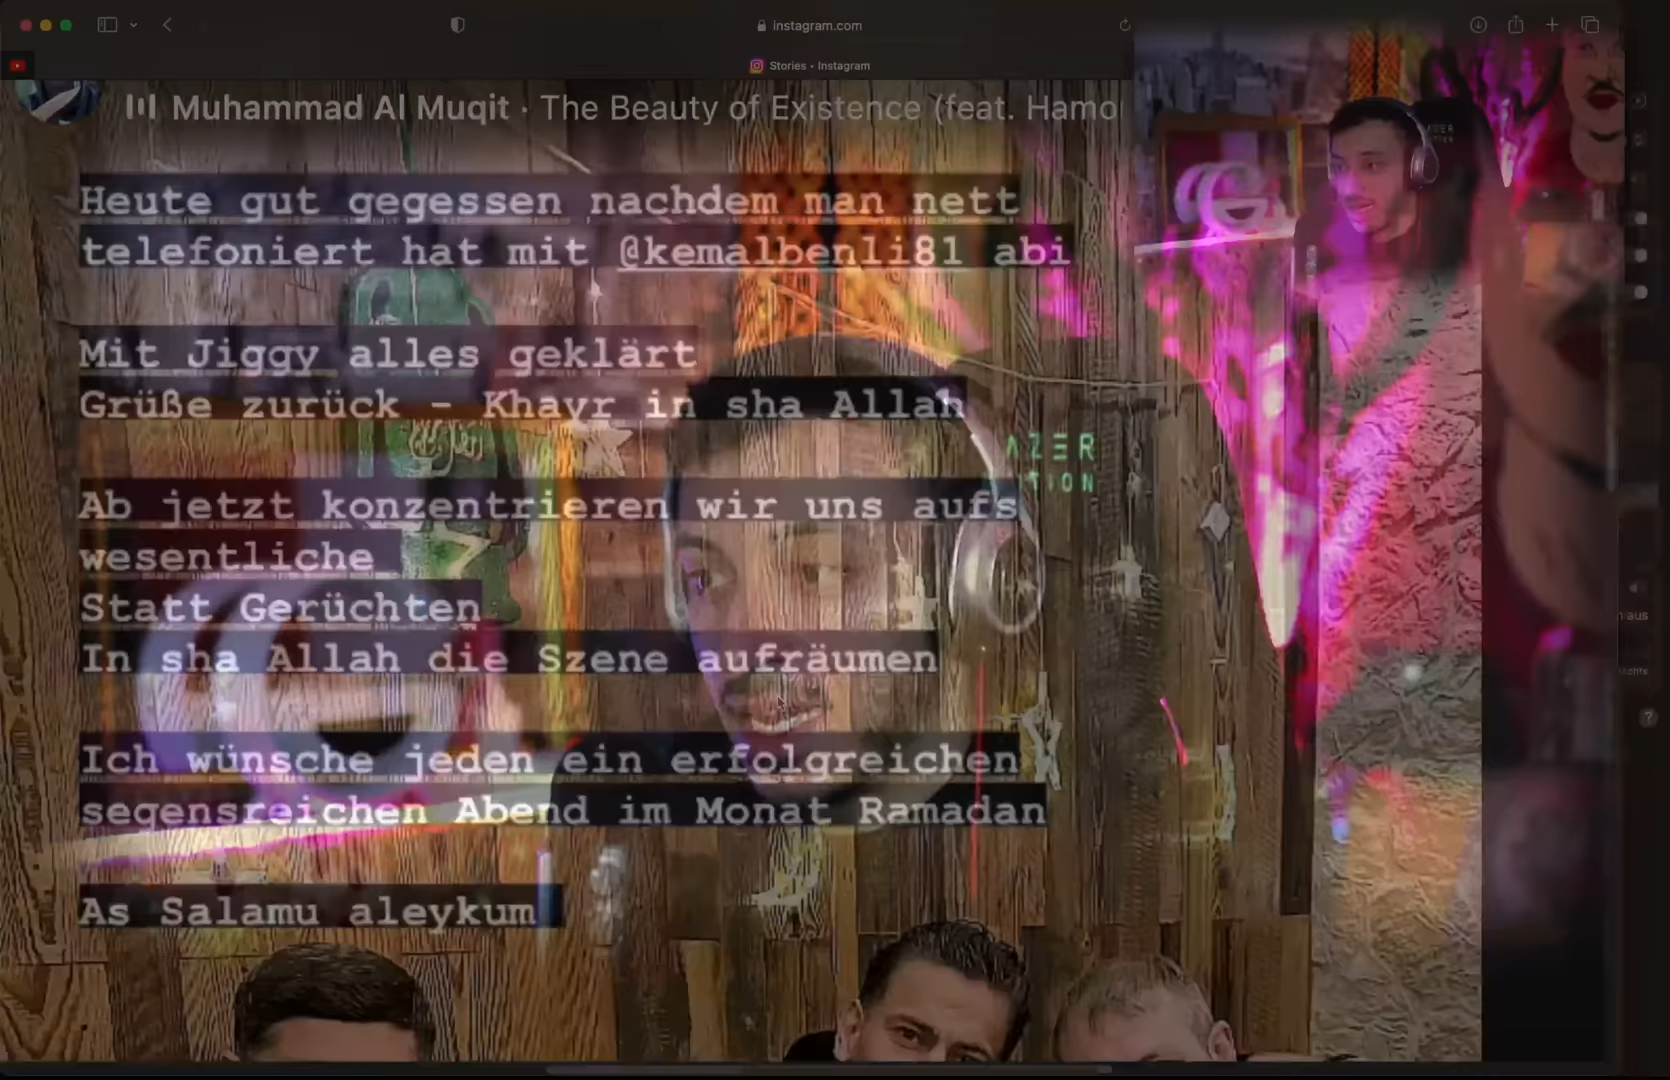 instagram.com
Stories • Instagram
Muhammad Al Muqit · The Beauty of Existence (feat. Hamo
Heute gut gegessen nachdem man nett
telefoniert hat mit @kemalbenli81 abi
Mit Jiggy alles geklärt
Grüße zurück - Khayr in sha Allah
AZER
TION
Ab jetzt konzentrieren wir uns aufs
wesentliche
Statt Gerüchten
In sha Allah die Szene aufräumen
Ich wünsche jeden ein erfolgreichen
segensreichen Abend im Monat Ramadan
As Salamu aleykum